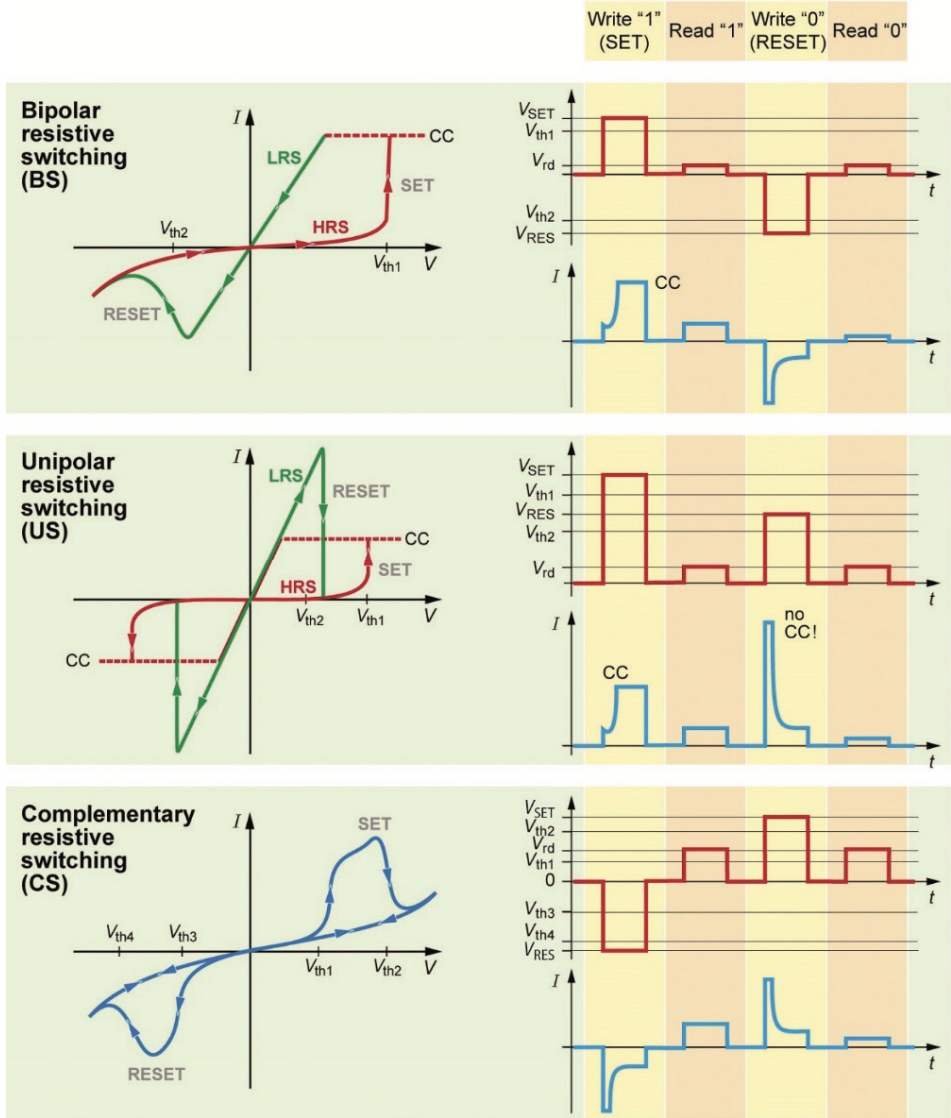 Write “1”
(SET)
Read “1”
Write “0”
(RESET)
Read “0”
Bipolar
resistive
switching
(BS)
I
LRS
CC
SET
HRS
Vth2
Vth1
V
RESET
VSET
Vth1
Vrd
t
Vth2
VRES
I
CC
t
Unipolar
resistive
switching
(US)
I
LRS
RESET
CC
SET
HRS
Vth2
Vth1
V
CC
VSET
Vth1
VRES
Vth2
Vrd
t
I
no
CC!
CC
t
Complementary
resistive
switching
(CS)
I
SET
Vth4
Vth3
Vth1
Vth2
V
RESET
VSET
Vth2
Vrd
Vth1
0
t
Vth3
Vth4
VRES
I
t